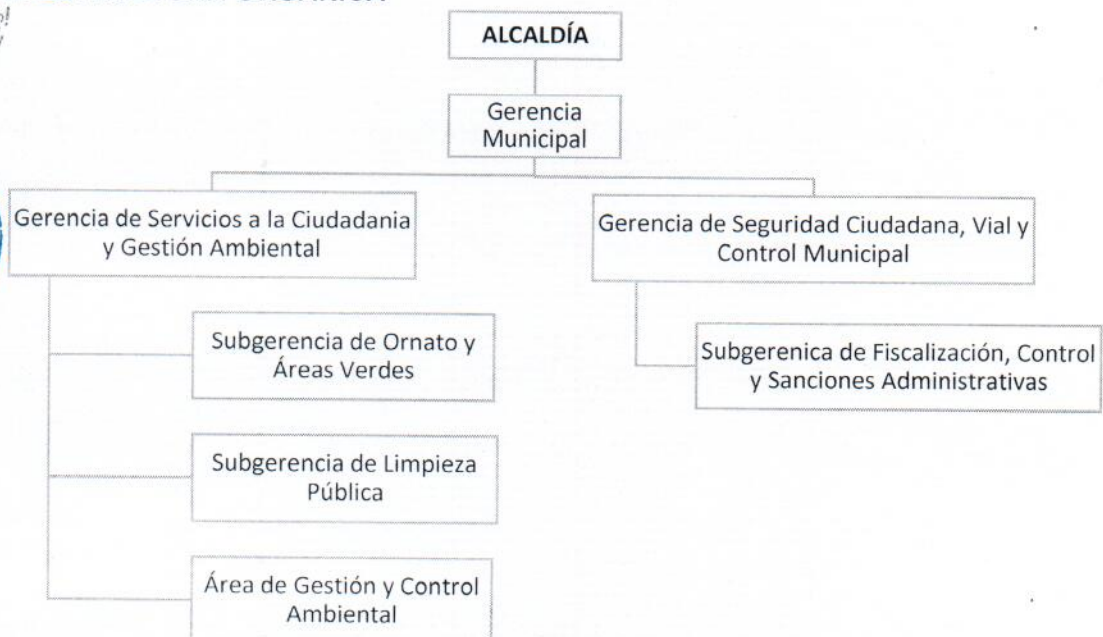 ALCALDÍA
Gerencia
Municipal
Gerencia de Servicios a la Ciudadania
y Gestión Ambiental
Gerencia de Seguridad Ciudadana, Vial y
Control Municipal
Subgerencia de Ornato y
Áreas Verdes
Subgerenica de Fiscalización, Control
y Sanciones Administrativas
Subgerencia de Limpieza
Pública
Área de Gestión y Control
Ambiental